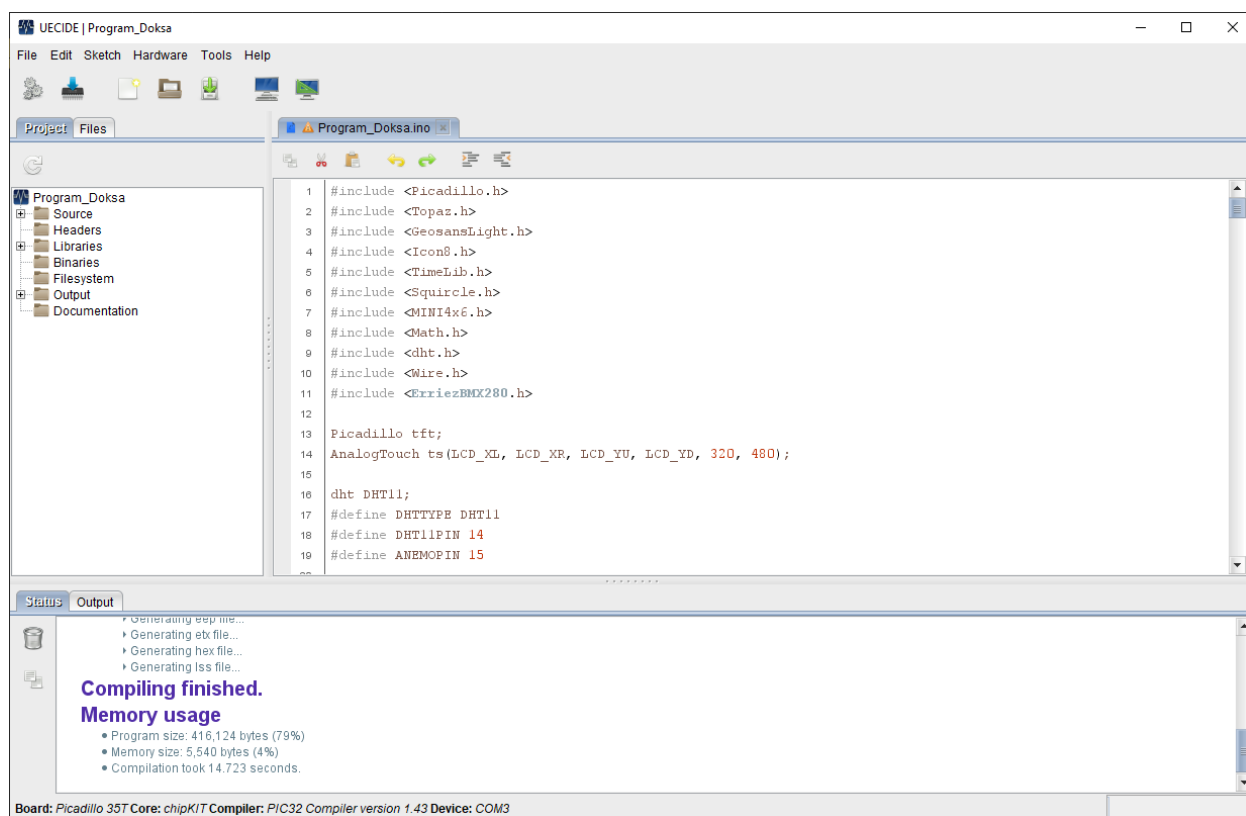 UECIDE | Program_Doksa
File Edit Sketch Hardware Tools Help
Project Files
Program_Doksa
Source
Headers
Libraries
Binaries
Filesystem
Output
Documentation
Program_Doksa.ino
1 #include <Picadillo.h>
2 #include <Topaz.h>
3 #include <GeosansLight.h>
4 #include <Icon8.h>
5 #include <TimeLib.h>
6 #include <Squircle.h>
7 #include <MINI4x6.h>
8 #include <Math.h>
9 #include <dht.h>
10 #include <Wire.h>
11 #include <ErriezBMX280.h>
12
13 Picadillo tft;
14 AnalogTouch ts(LCD_XL, LCD_XR, LCD_YU, LCD_YD, 320, 480);
15
16 dht DHT11;
17 #define DHTTYPE DHT11
18 #define DHT11PIN 14
19 #define ANEMOPIN 15
Status Output
Generating eep file...
Generating etx file...
Generating hex file...
Generating lss file...
Compiling finished.
Memory usage
• Program size: 416,124 bytes (79%)
• Memory size: 5,540 bytes (4%)
• Compilation took 14.723 seconds.
Board: Picadillo 35T Core: chipKIT Compiler: PIC32 Compiler version 1.43 Device: COM3